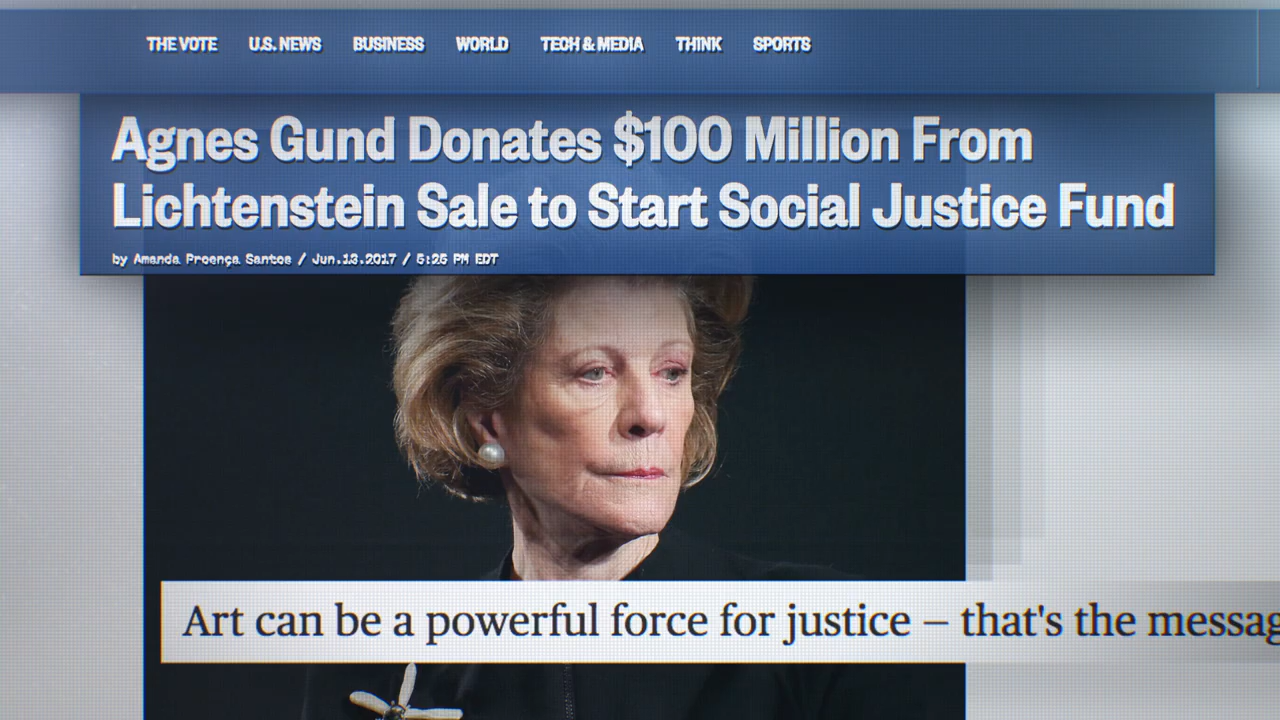 THE VOTE U.S. NEWS BUSINESS WORLD TECH & MEDIA THINK SPORTS
Agnes Gund Donates $100 Million From
Lichtenstein Sale to Start Social Justice Fund
by Amanda Proença Santos / Jun.13.2017 / 5:25 PM EDT
Art can be a powerful force for justice – that's the messag